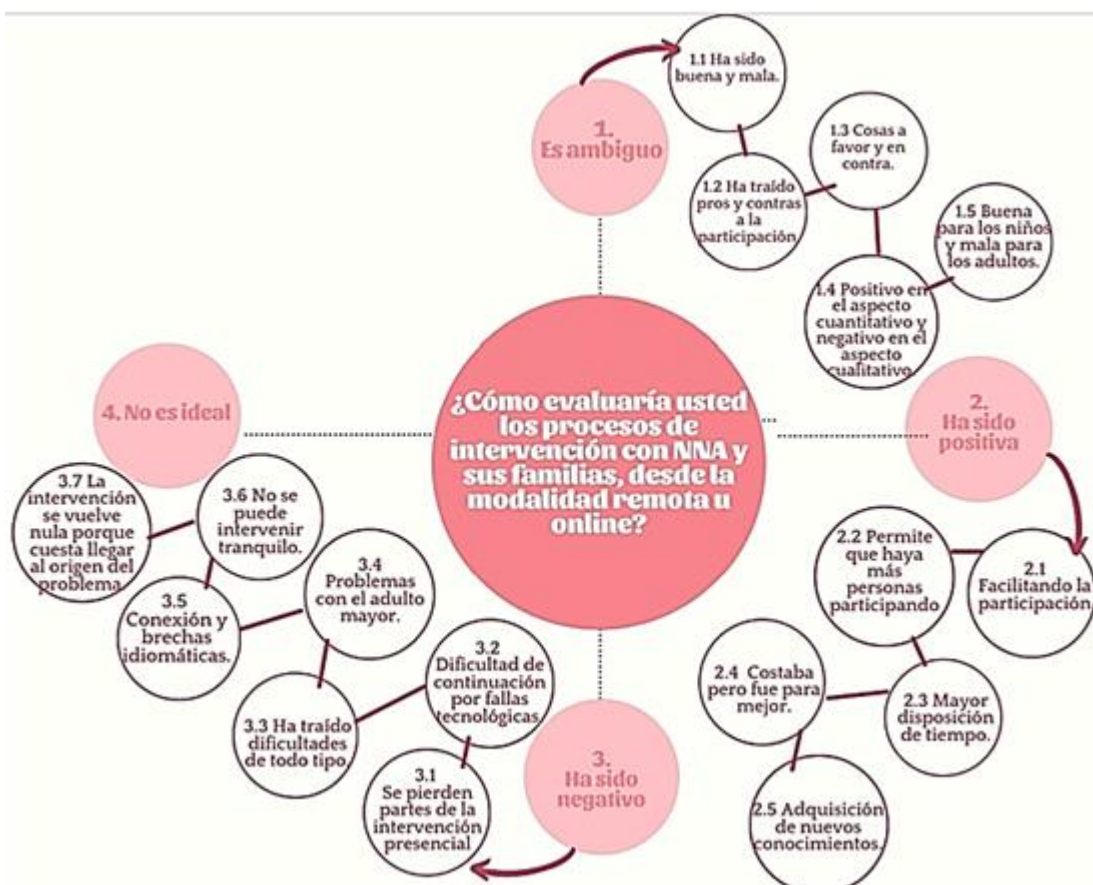 1.
Es ambiguo
1.1 Ha sido
buena y mala.
1.2 Ha traído
pros y contras
a la
participación
1.3 Cosas a
favor y en
contra.
1.4 Positivo en
el aspecto
cuantitativo y
negativo en el
aspecto
cualitativo
1.5 Buena
para los niños
y mala para
los adultos.
¿Cómo evaluaría usted
los procesos de
intervención con NNA y
sus familias, desde la
modalidad remota u
online?
2.
Ha sido
positiva
2.1
Facilitando la
participación
2.2 Permite
que haya
más
personas
participando
2.3 Mayor
disposición
de tiempo.
2.4 Costaba
pero fue para
mejor.
2.5 Adquisición
de nuevos
conocimientos.
3.
Ha sido
negativo
3.1
Se pierden
partes de la
intervención
presencial
3.2
Dificultad de
continuación
por fallas
tecnológicas
3.3 Ha traído
dificultades
de todo tipo.
3.4
Problemas
con el adulto
mayor.
3.5
Conexión y
brechas
idiomáticas.
3.6 No se
puede
intervenir
tranquilo.
3.7 La
intervención
se vuelve
nula porque
cuesta llegar
al origen del
problema
4. No es ideal